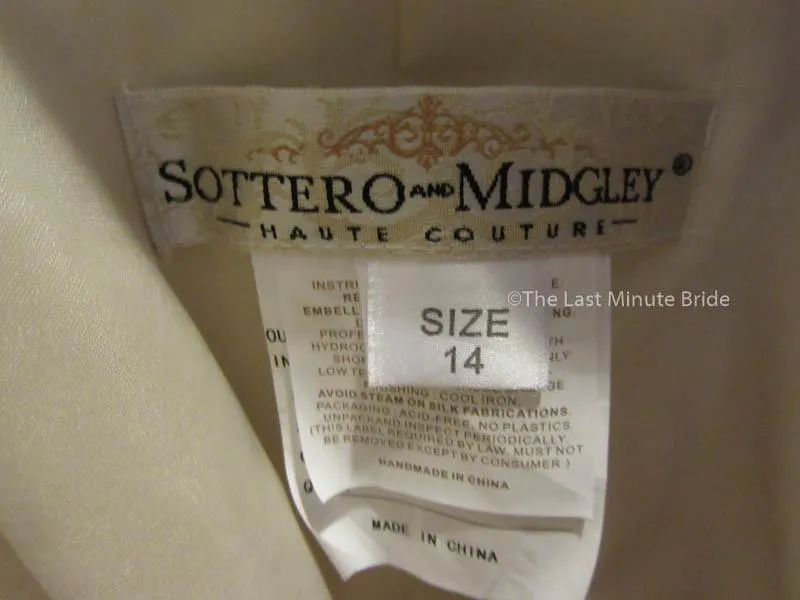 SOTTERO AND MIDGLEY®
HAUTE COUTURE
©The Last Minute Bride
SIZE
14
COOL IRON.
AVOID STEAM ON SILK FABRICATIONS.
PACKAGING: ACID-FREE, NO PLASTICS
UNPACK AND INSPECT PERIODICALLY.
(THIS LABEL REQUIRED BY LAW. MUST NOT
BE REMOVED EXCEPT BY CONSUMER.)
HANDMADE IN CHINA
MADE IN CHINA